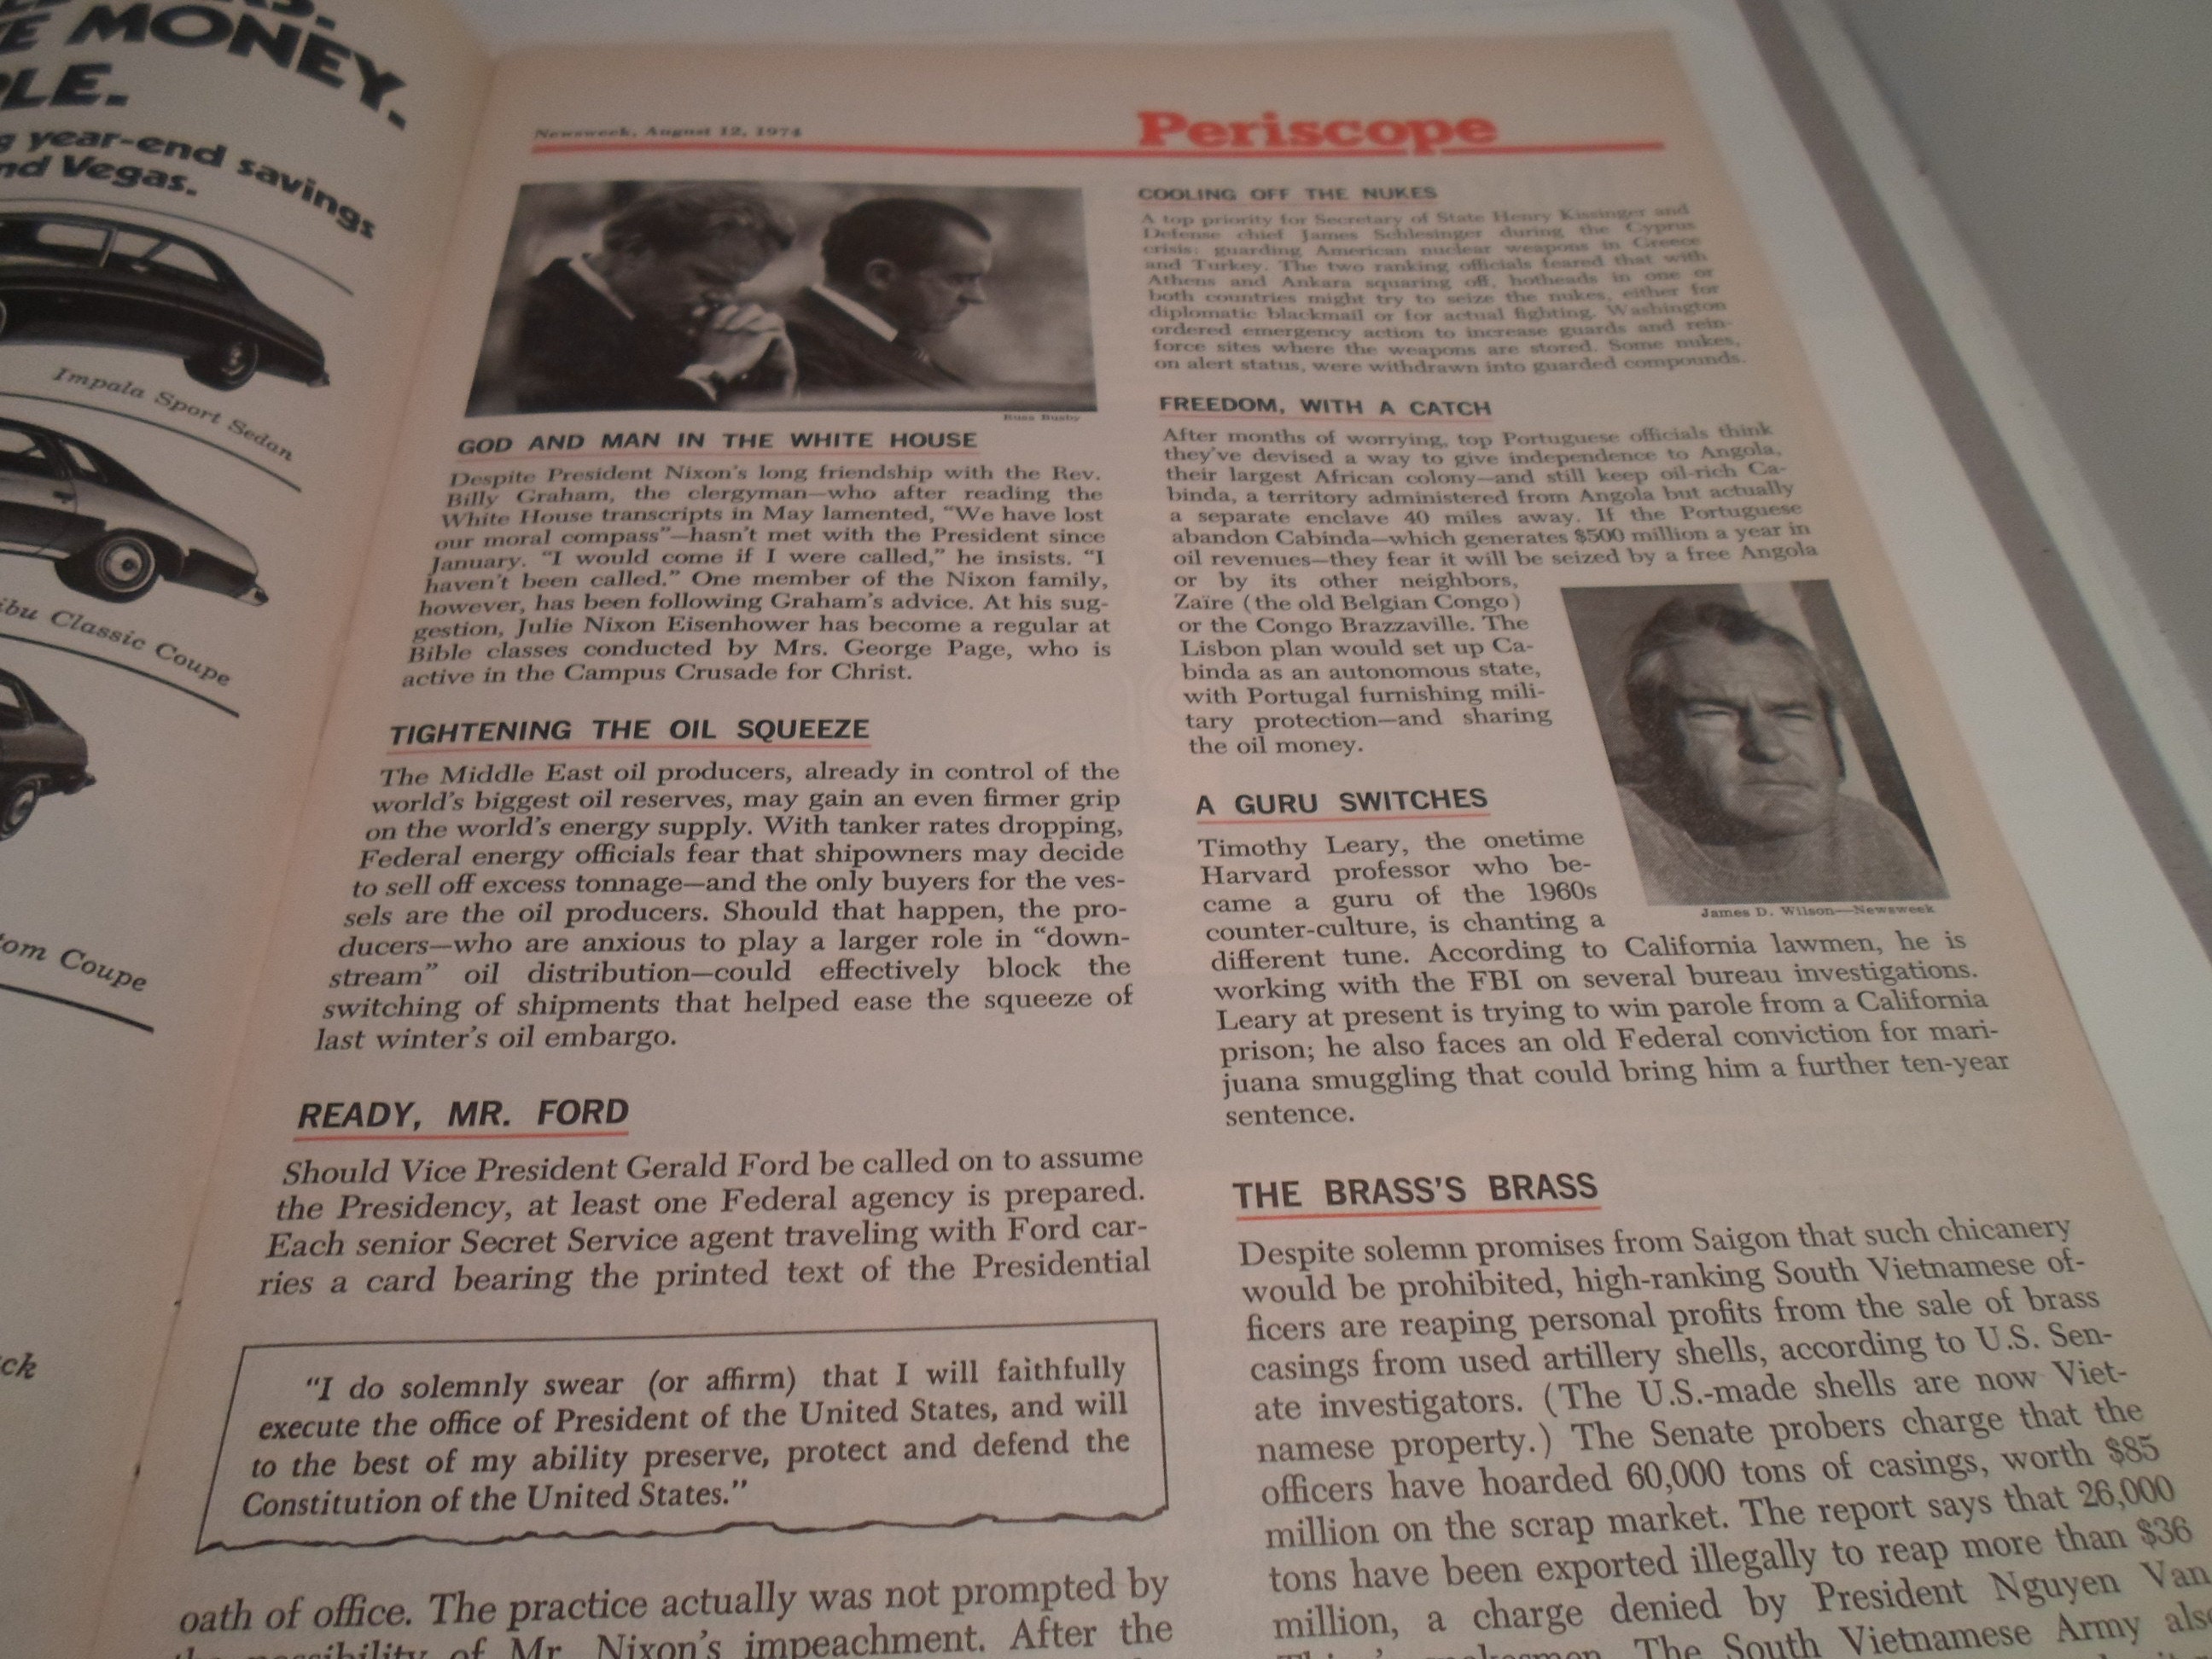 E MONEY.
LE.
year-end savings
nd Vegas.
Impala Sport Sedan
ibu Classic Coupe
tom Coupe
ck
Newsweek, August 12, 1974
Periscope
Russ Busby
GOD AND MAN IN THE WHITE HOUSE
Despite President Nixon's long friendship with the Rev.
Billy Graham, the clergyman—who after reading the
White House transcripts in May lamented, “We have lost
our moral compass”—hasn't met with the President since
January. “I would come if I were called,” he insists. “I
haven't been called.” One member of the Nixon family,
however, has been following Graham's advice. At his sug-
gestion, Julie Nixon Eisenhower has become a regular at
Bible classes conducted by Mrs. George Page, who is
active in the Campus Crusade for Christ.
TIGHTENING THE OIL SQUEEZE
The Middle East oil producers, already in control of the
world's biggest oil reserves, may gain an even firmer grip
on the world's energy supply. With tanker rates dropping,
Federal energy officials fear that shipowners may decide
to sell off excess tonnage—and the only buyers for the ves-
sels are the oil producers. Should that happen, the pro-
ducers—who are anxious to play a larger role in “down-
stream” oil distribution—could effectively block the
switching of shipments that helped ease the squeeze of
last winter's oil embargo.
READY, MR. FORD
Should Vice President Gerald Ford be called on to assume
the Presidency, at least one Federal agency is prepared.
Each senior Secret Service agent traveling with Ford car-
ries a card bearing the printed text of the Presidential
“I do solemnly swear (or affirm) that I will faithfully
execute the office of President of the United States, and will
to the best of my ability preserve, protect and defend the
Constitution of the United States.”
oath of office. The practice actually was not prompted by
the possibility of Mr. Nixon's impeachment. After the
COOLING OFF THE NUKES
A top priority for Secretary of State Henry Kissinger and
Defense chief James Schlesinger during the Cyprus
crisis: guarding American nuclear weapons in Greece
and Turkey. The two ranking officials feared that with
Athens and Ankara squaring off, hotheads in one or
both countries might try to seize the nukes, either for
diplomatic blackmail or for actual fighting. Washington
ordered emergency action to increase guards and rein-
force sites where the weapons are stored. Some nukes,
on alert status, were withdrawn into guarded compounds.
FREEDOM, WITH A CATCH
After months of worrying, top Portuguese officials think
they've devised a way to give independence to Angola,
their largest African colony—and still keep oil-rich Ca-
binda, a territory administered from Angola but actually
a separate enclave 40 miles away. If the Portuguese
abandon Cabinda—which generates $500 million a year in
oil revenues—they fear it will be seized by a free Angola
or by its other neighbors,
Zaïre (the old Belgian Congo)
or the Congo Brazzaville. The
Lisbon plan would set up Ca-
binda as an autonomous state,
with Portugal furnishing mili-
tary protection—and sharing
the oil money.
A GURU SWITCHES
Timothy Leary, the onetime
Harvard professor who be-
came a guru of the 1960s
counter-culture, is chanting a
James D. Wilson—Newsweek
different tune. According to California lawmen, he is
working with the FBI on several bureau investigations.
Leary at present is trying to win parole from a California
prison; he also faces an old Federal conviction for mari-
juana smuggling that could bring him a further ten-year
sentence.
THE BRASS'S BRASS
Despite solemn promises from Saigon that such chicanery
would be prohibited, high-ranking South Vietnamese of-
ficers are reaping personal profits from the sale of brass
casings from used artillery shells, according to U.S. Sen-
ate investigators. (The U.S.-made shells are now Viet-
namese property.) The Senate probers charge that the
officers have hoarded 60,000 tons of casings, worth $85
million on the scrap market. The report says that 26,000
tons have been exported illegally to reap more than $36
million, a charge denied by President Nguyen Van
The South Vietnamese Army also